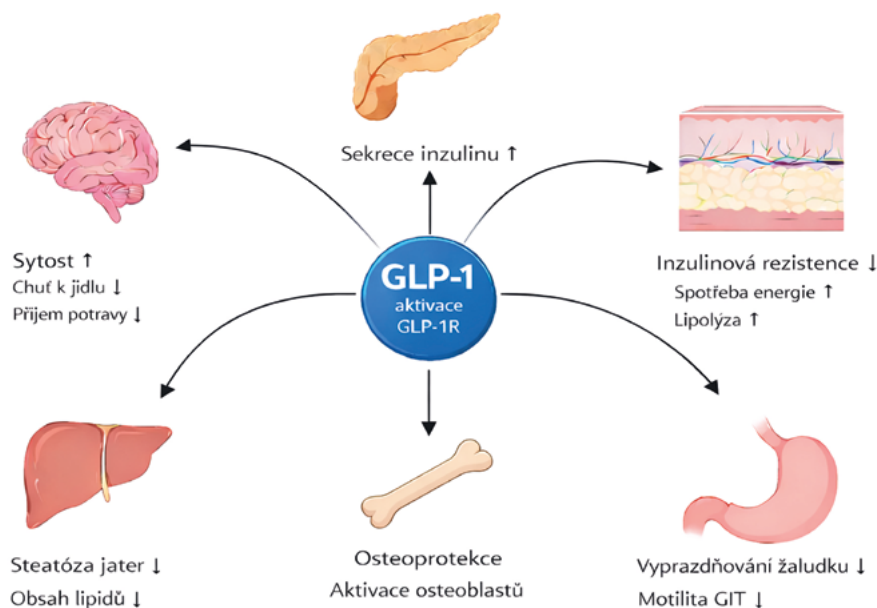 Sekrece inzulinu ↑
Sytost ↑
Chuť k jídlu ↓
Příjem potravy ↓
GLP-1
aktivace
GLP-1R
Inzulinová rezistence ↓
Spotřeba energie ↑
Lipolýza ↑
Steatóza jater ↓
Obsah lipidů ↓
Osteoprotekce
Aktivace osteoblastů
Vyprazdňování žaludku ↓
Motilita GIT ↓